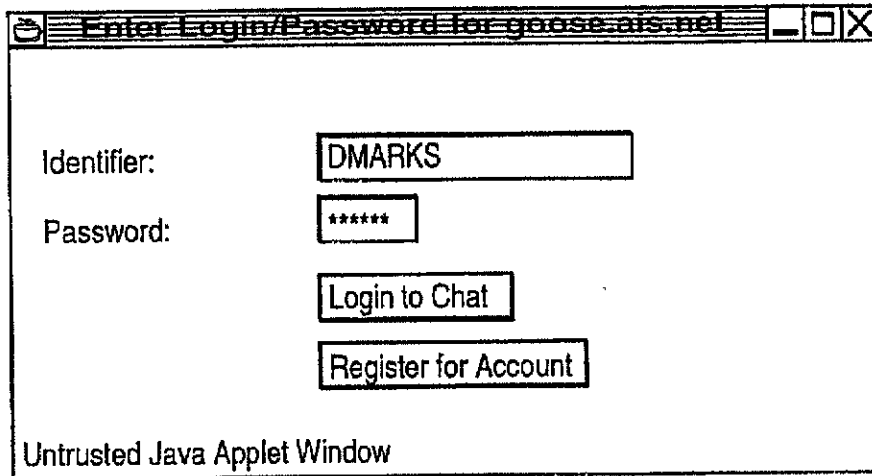 Enter Login/Password for goose.ais.net
Identifier: DMARKS
Password: ******
Login to Chat
Register for Account
Untrusted Java Applet Window